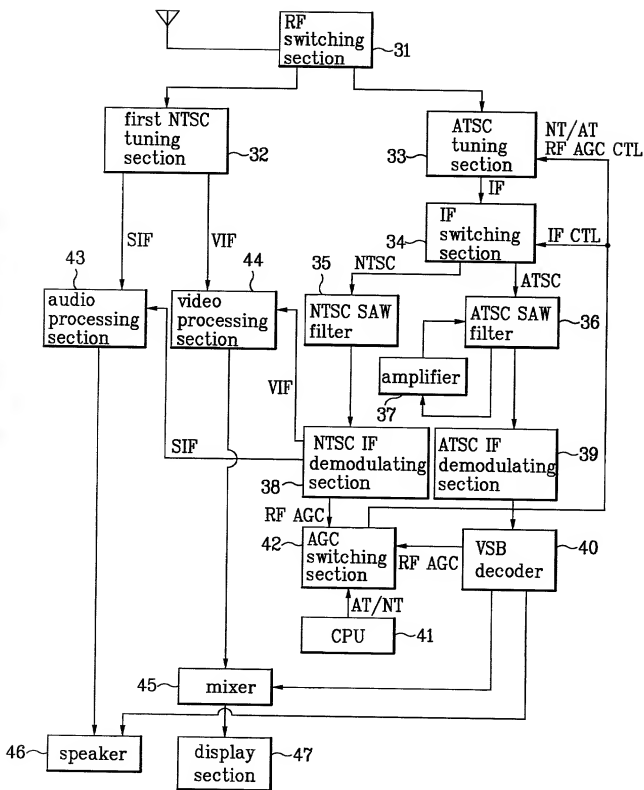 RF
switching
section
31
first NTSC
tuning
section
32
ATSC
tuning
section
33
NT/AT
RF AGC CTL
IF
IF
switching
section
34
IF CTL
SIF
VIF
NTSC
ATSC
43
audio
processing
section
44
video
processing
section
35
NTSC SAW
filter
ATSC SAW
filter
36
amplifier
37
VIF
SIF
NTSC IF
demodulating
section
38
ATSC IF
demodulating
section
39
RF AGC
42
AGC
switching
section
RF AGC
VSB
decoder
40
AT/NT
CPU
41
45
mixer
46
speaker
display
section
47